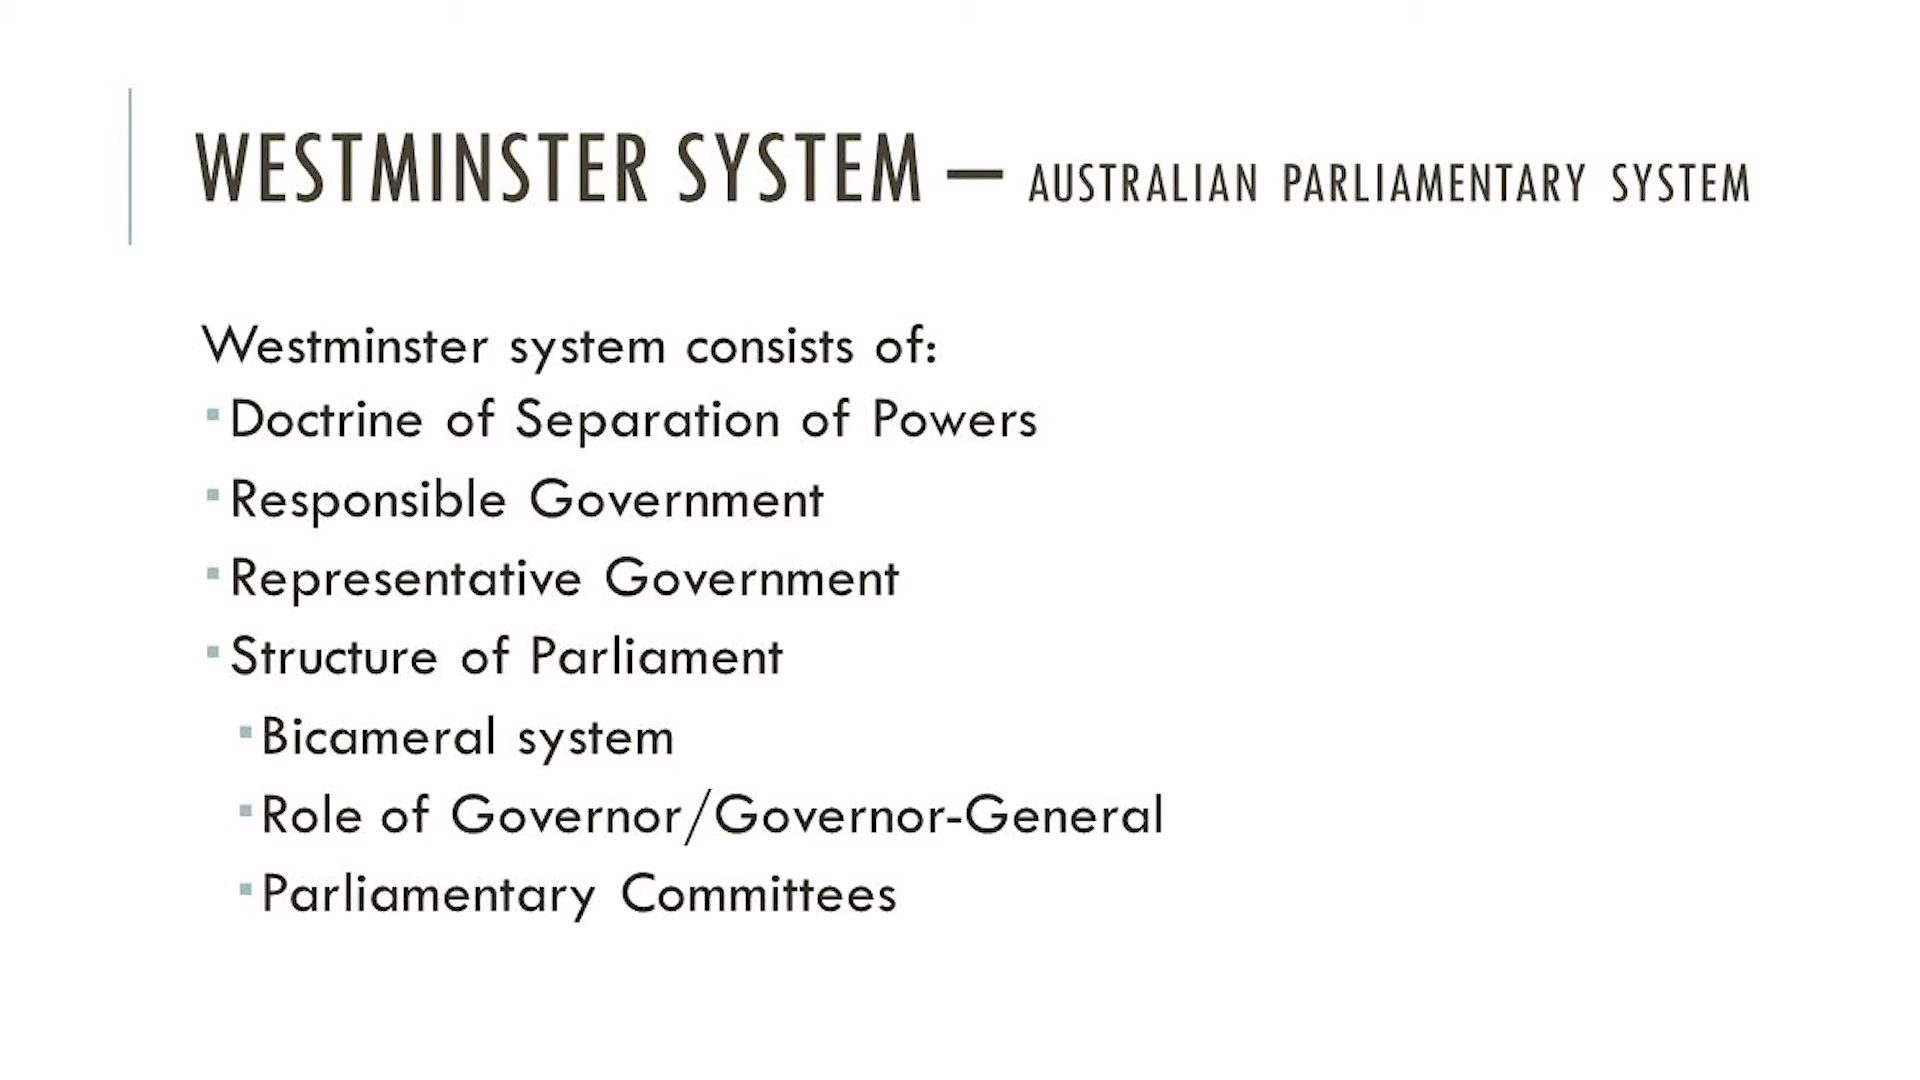 WESTMINSTER SYSTEM – AUSTRALIAN PARLIAMENTARY SYSTEM
Westminster system consists of:
▪ Doctrine of Separation of Powers
▪ Responsible Government
▪ Representative Government
▪ Structure of Parliament
▪ Bicameral system
▪ Role of Governor/Governor-General
▪ Parliamentary Committees